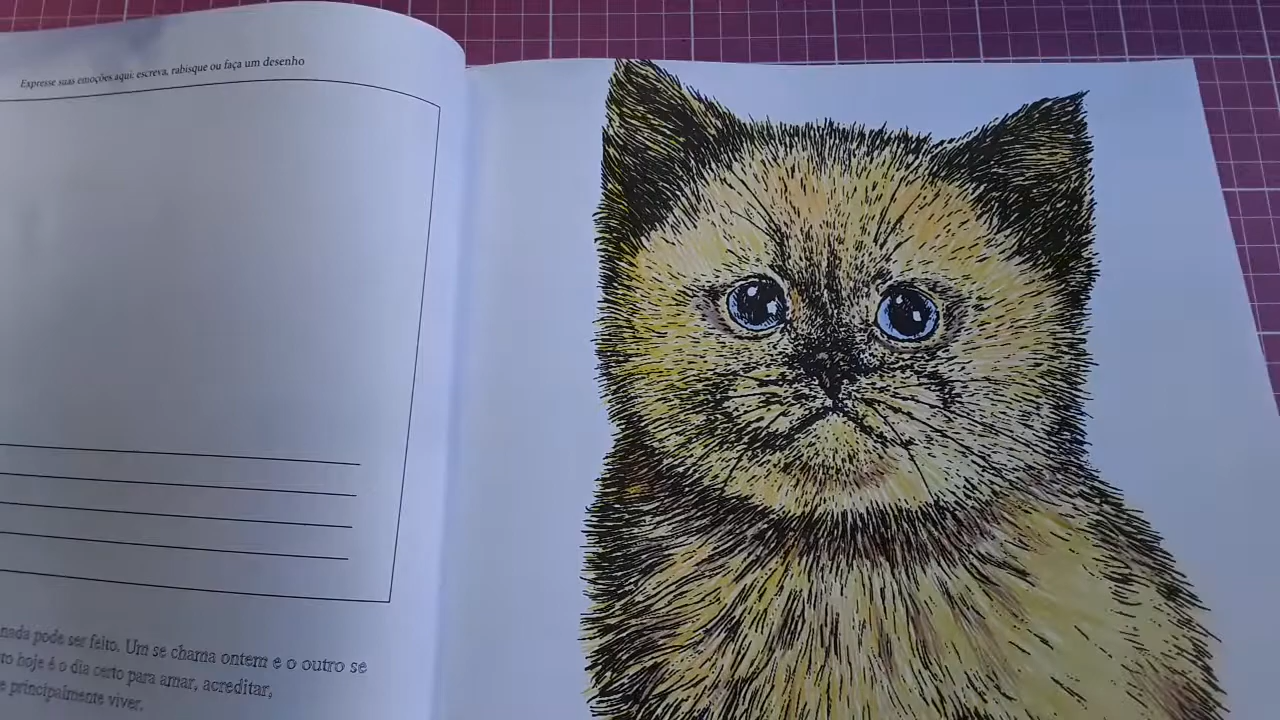 Expresse suas emoções aqui: escreva, rabisque ou faça um desenho
nada pode ser feito. Um se chama ontem e o outro se
hoje é o dia certo para amar, acreditar,
e principalmente viver.